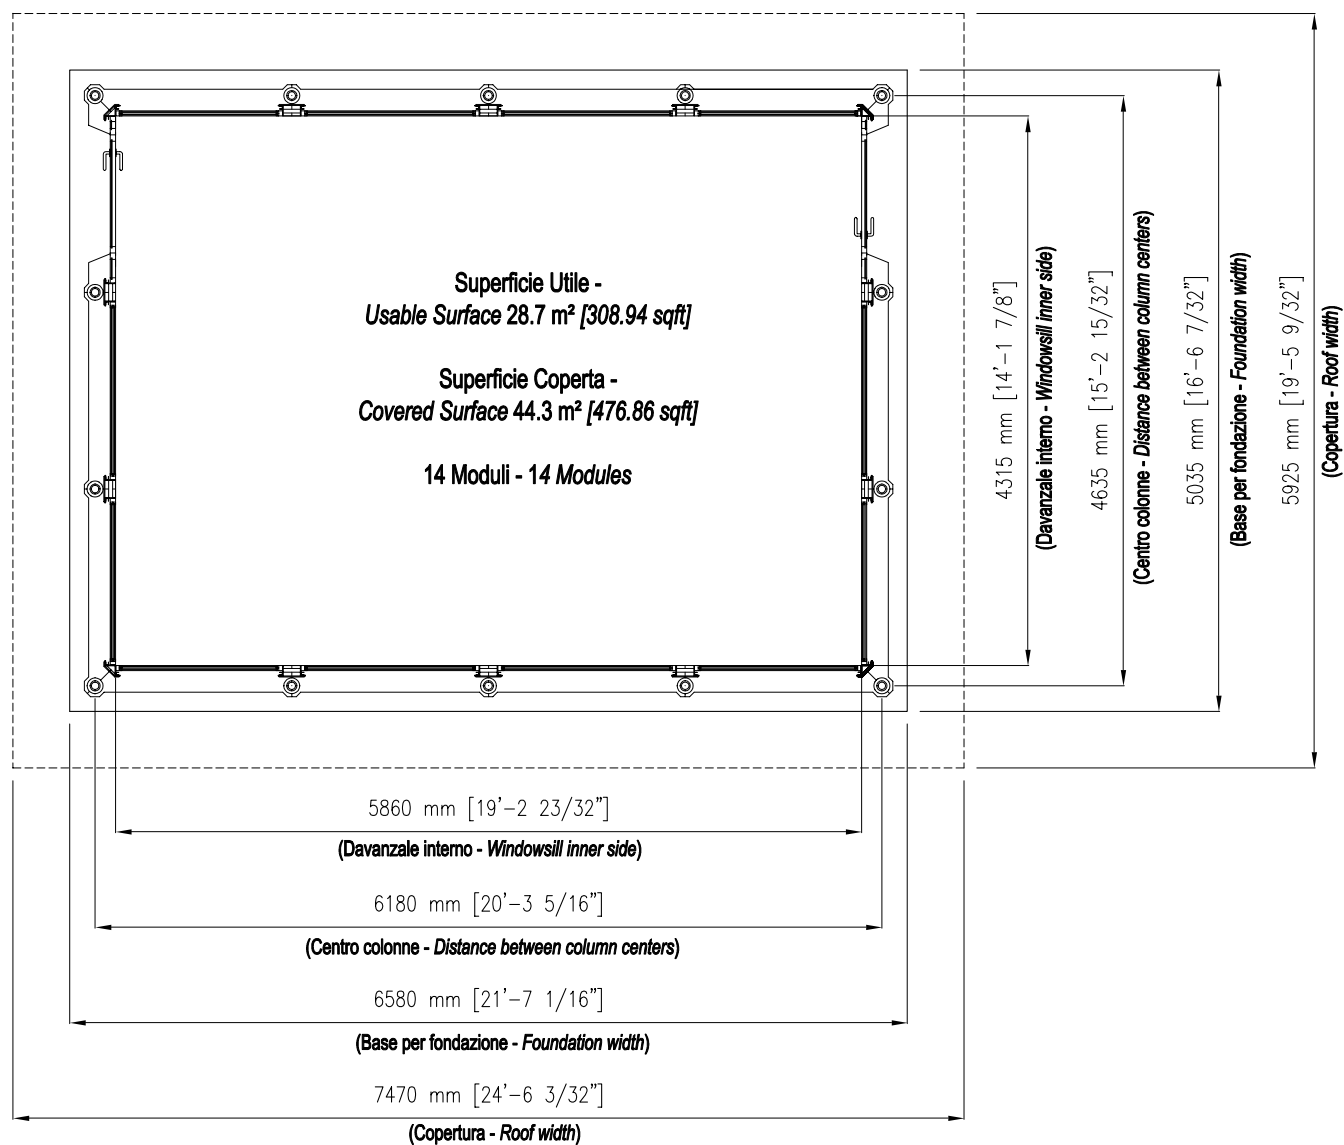 Superficie Utile -
Usable Surface 28.7 m² [308.94 sqft]
Superficie Coperta -
Covered Surface 44.3 m² [476.86 sqft]
14 Moduli - 14 Modules
4315 mm [14'-1 7/8"]
(Davanzale interno - Windowsill inner side)
4635 mm [15'-2 15/32"]
(Centro colonne - Distance between column centers)
5035 mm [16'-6 7/32"]
(Base per fondazione - Foundation width)
5925 mm [19'-5 9/32"]
(Copertura - Roof width)
5860 mm [19'-2 23/32"]
(Davanzale interno - Windowsill inner side)
6180 mm [20'-3 5/16"]
(Centro colonne - Distance between column centers)
6580 mm [21'-7 1/16"]
(Base per fondazione - Foundation width)
7470 mm [24'-6 3/32"]
(Copertura - Roof width)